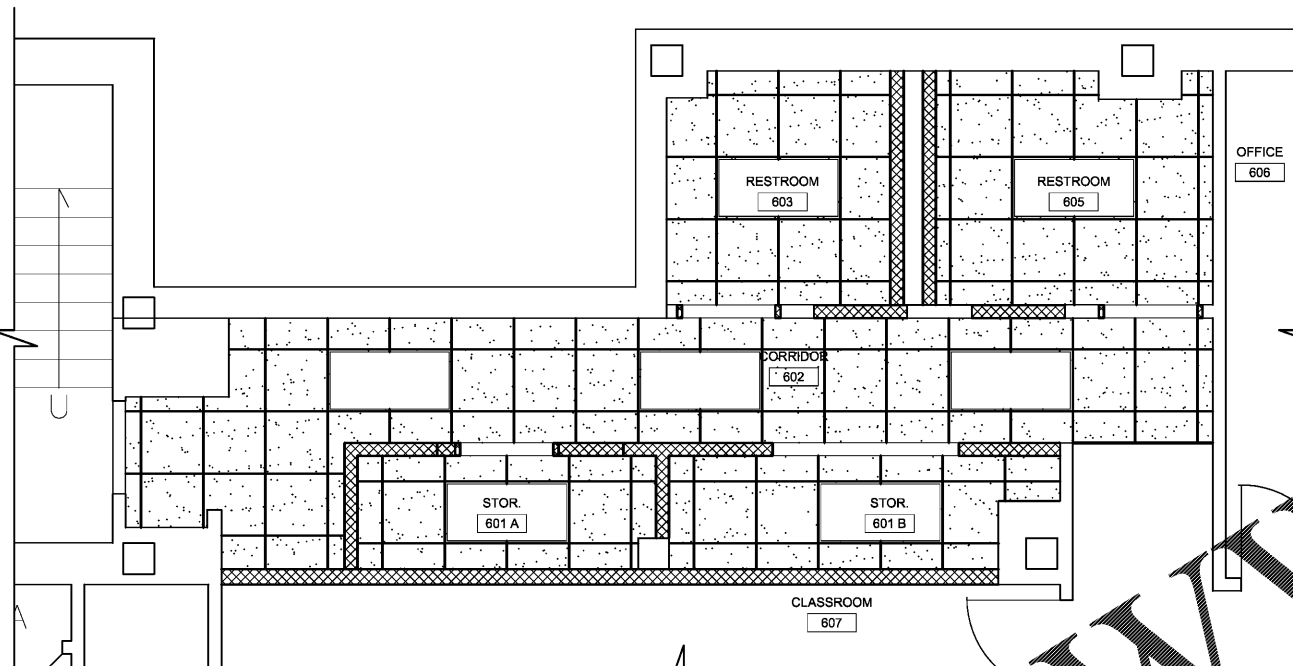 OFFICE
606
RESTROOM
603
RESTROOM
605
CORRIDOR
602
STOR.
601 A
STOR.
601 B
CLASSROOM
607